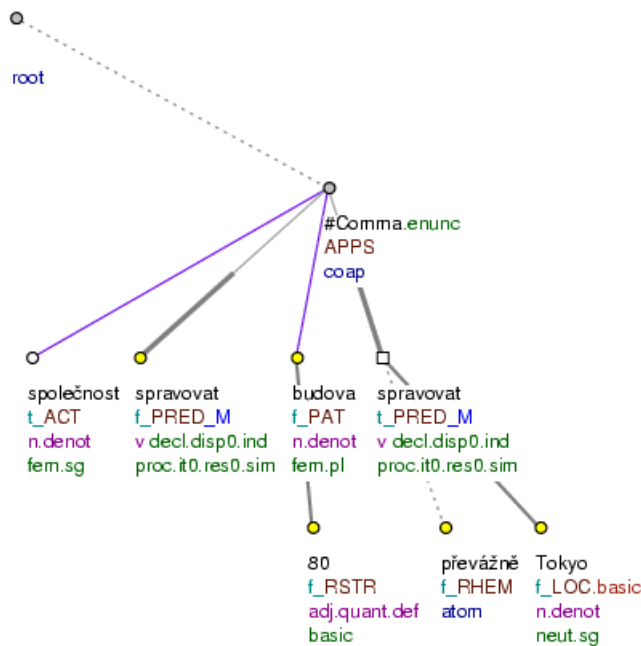 root
#Comma.enunc
APPS
coap
společnost
t_ACT
n.denot
fem.sg
spravovat
f_PRED_M
v decl.disp0.ind
proc.it0.res0.sim
budova
f_PAT
n.denot
fem.pl
spravovat
t_PRED_M
v decl.disp0.ind
proc.it0.res0.sim
80
f_RSTR
adj.quant.def
basic
převážně
f_RHEM
atom
Tokyo
f_LOC.basic
n.denot
neut.sg